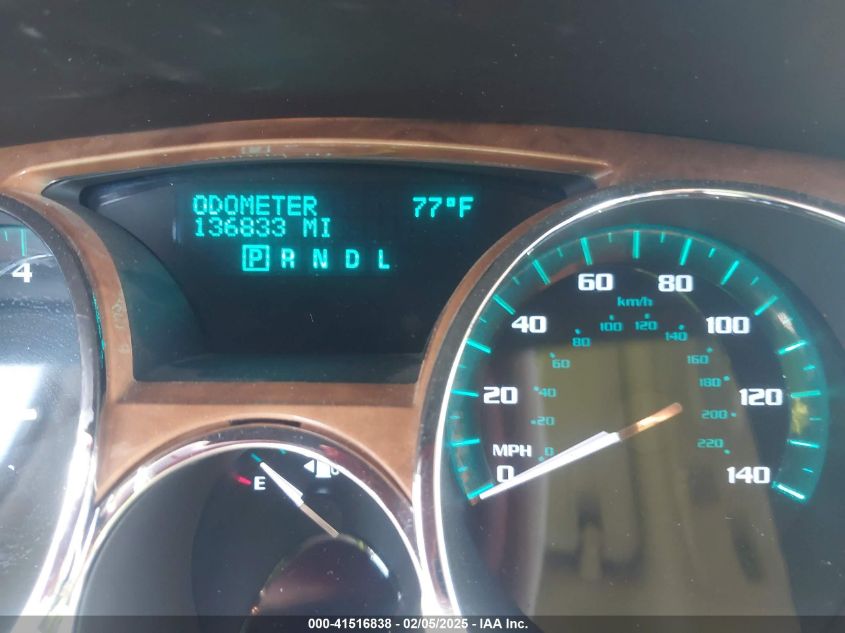 ODOMETER 77°F
136833 MI
P R N D L
4
60 80
km/h
40 100
80 100 120 140
60 160
20 120
40 180
20 200
MPH 0 220
0 140
E
000-41516838 - 02/05/2025 - IAA Inc.